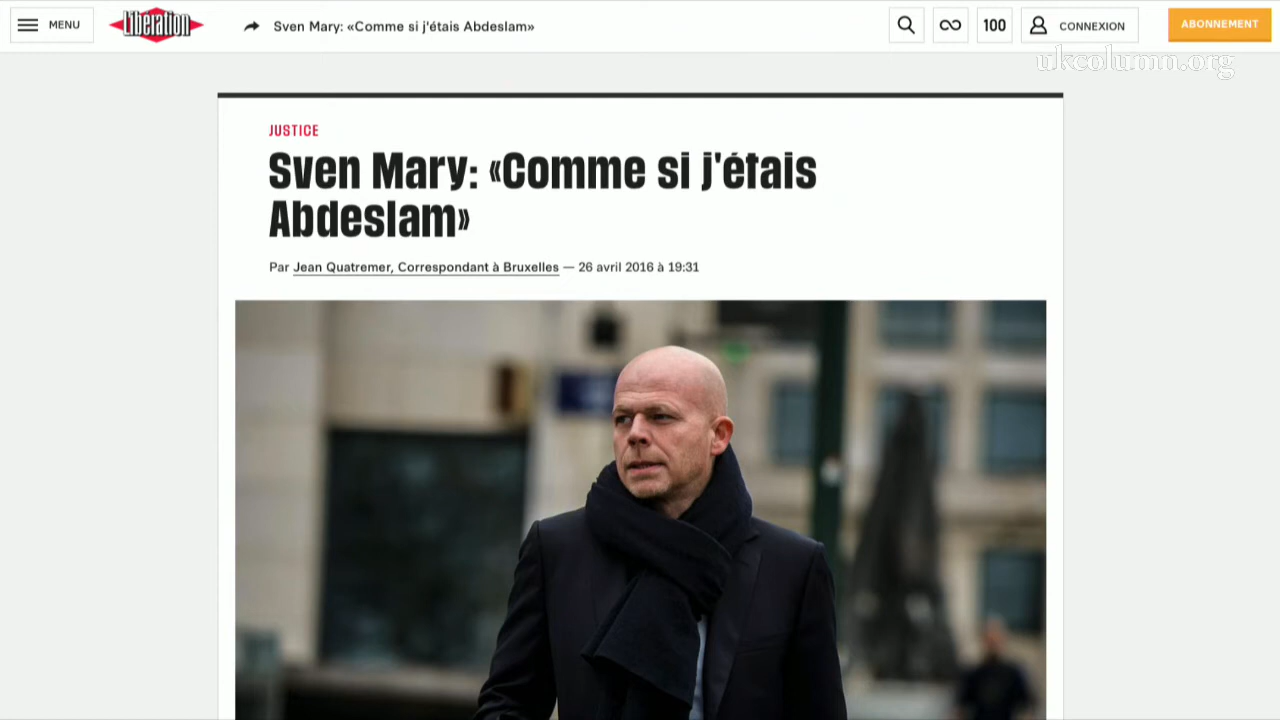 MENU
Libération
Sven Mary: «Comme si j'étais Abdeslam»
100
CONNEXION
ABONNEMENT
ukcolumn.org
JUSTICE
Sven Mary: «Comme si j'étais
Abdeslam»
Par Jean Quatremer, Correspondant à Bruxelles — 26 avril 2016 à 19:31